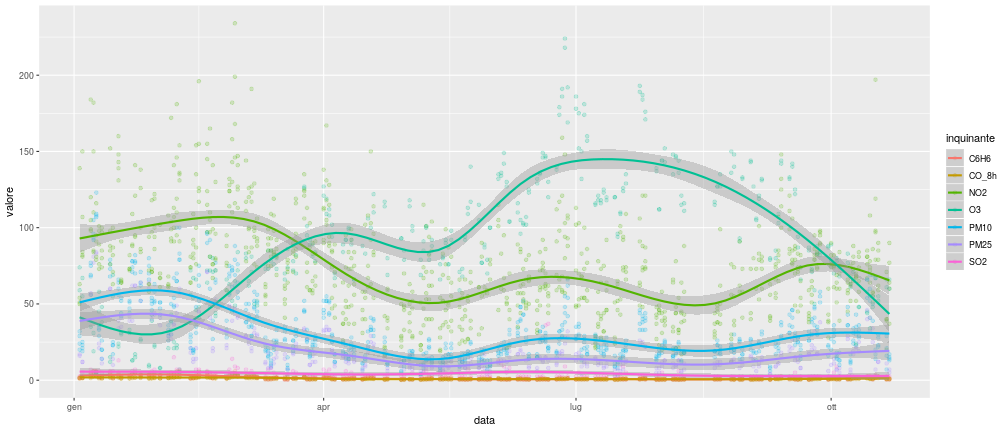 200
150
100
50
0
valore
gen
apr
lug
ott
data
inquinante
C6H6
CO_8h
NO2
O3
PM10
PM25
SO2